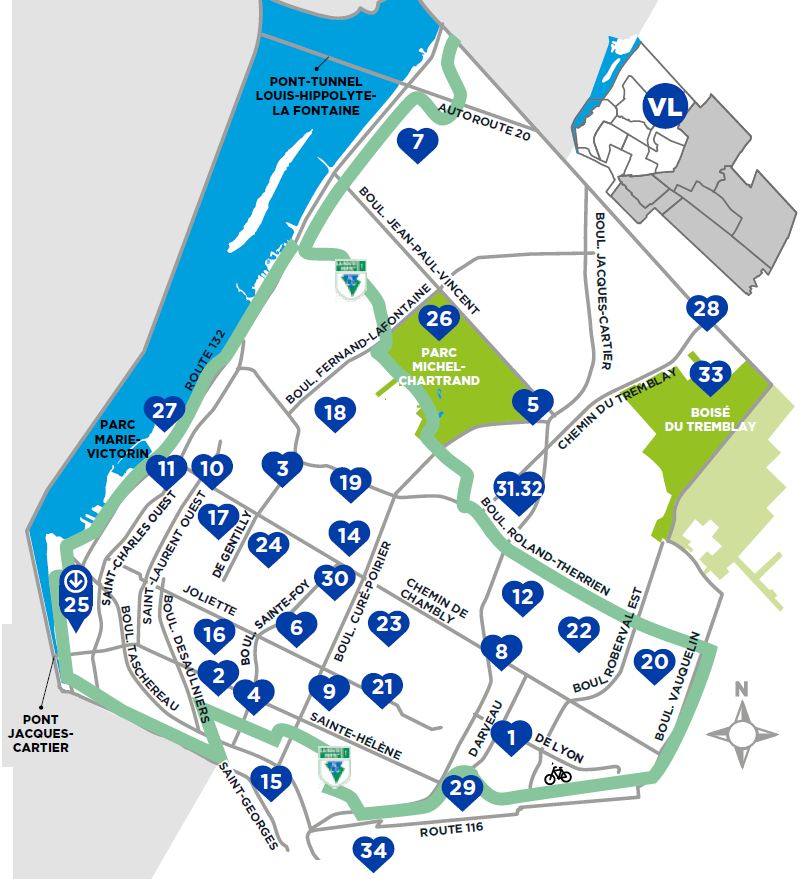 PONT-TUNNEL
LOUIS-HIPPOLYTE-
LA FONTAINE
VL
AUTOROUTE 20
7
BOUL. JEAN-PAUL-VINCENT
BOUL. JACQUES-CARTIER
BOUL. FERNAND-LAFONTAINE
28
26
PARC
MICHEL-
CHARTRAND
ROUTE 132
33
BOISÉ
DU TREMBLAY
CHEMIN DU TREMBLAY
5
27
18
PARC
MARIE-
VICTORIN
11
10
3
19
31.32
SAINT-CHARLES OUEST
SAINT-LAURENT OUEST
17
DE GENTILLY
24
14
BOUL. ROLAND-THERRIEN
25
30
BOUL. CURÉ-POIRIER
CHEMIN DE
CHAMBLY
12
JOLIETTE
BOUL. SAINTE-FOY
16
6
23
22
BOUL. TASCHEREAU
BOUL. DESAULNIERS
8
20
BOUL. ROBERVAL EST
BOUL. VAUQUELIN
2
4
9
21
N
PONT
JACQUES-
CARTIER
SAINTE-HÉLÈNE
DARVEAU
1
DE LYON
15
SAINT-GEORGES
29
ROUTE 116
34